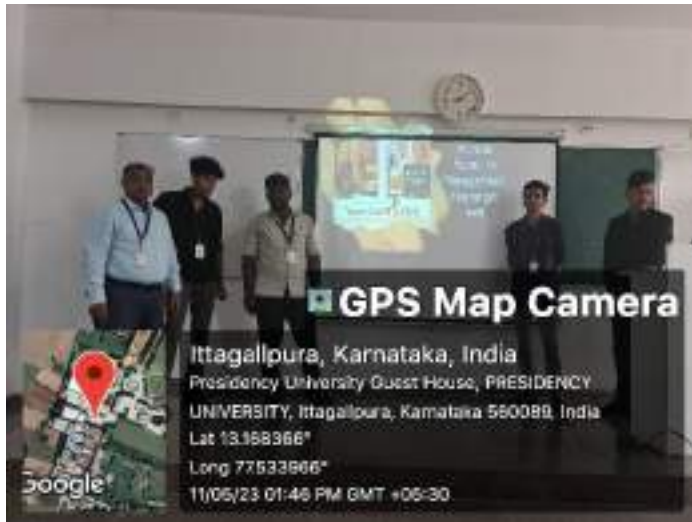 GPS Map Camera
Ittagallpura, Karnataka, India
Presidency University Guest House, PRESIDENCY
UNIVERSITY, Ittagallpura, Karnataka 560089, India
Lat 13.168366°
Long 77.533966°
11/05/23 01:46 PM GMT +05:30
Google